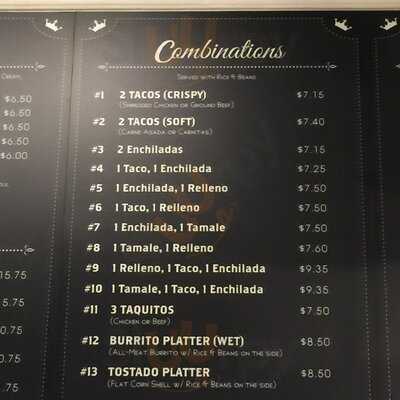 Combinations
Served with Rice & Beans
#1 2 TACOS (CRISPY) $7.15
(Shredded Chicken or Ground Beef)
#2 2 TACOS (SOFT) $7.40
(Carne Asada or Carnitas)
#3 2 Enchiladas $7.15
#4 1 Taco, 1 Enchilada $7.25
#5 1 Enchilada, 1 Relleno $7.50
#6 1 Taco, 1 Relleno $7.50
#7 1 Enchilada, 1 Tamale $7.50
#8 1 Tamale, 1 Relleno $7.60
#9 1 Relleno, 1 Taco, 1 Enchilada $9.35
#10 1 Tamale, 1 Taco, 1 Enchilada $9.35
#11 3 TAQUITOS $7.50
(Chicken or Beef)
#12 BURRITO PLATTER (WET) $8.50
(All-Meat Burrito w/ Rice & Beans on the side)
#13 TOSTADO PLATTER $8.50
(Flat Corn Shell w/ Rice & Beans on the side)
$6.50
$6.50
$6.50
$6.50
$6.00
15.75
5.75
0.75
.75